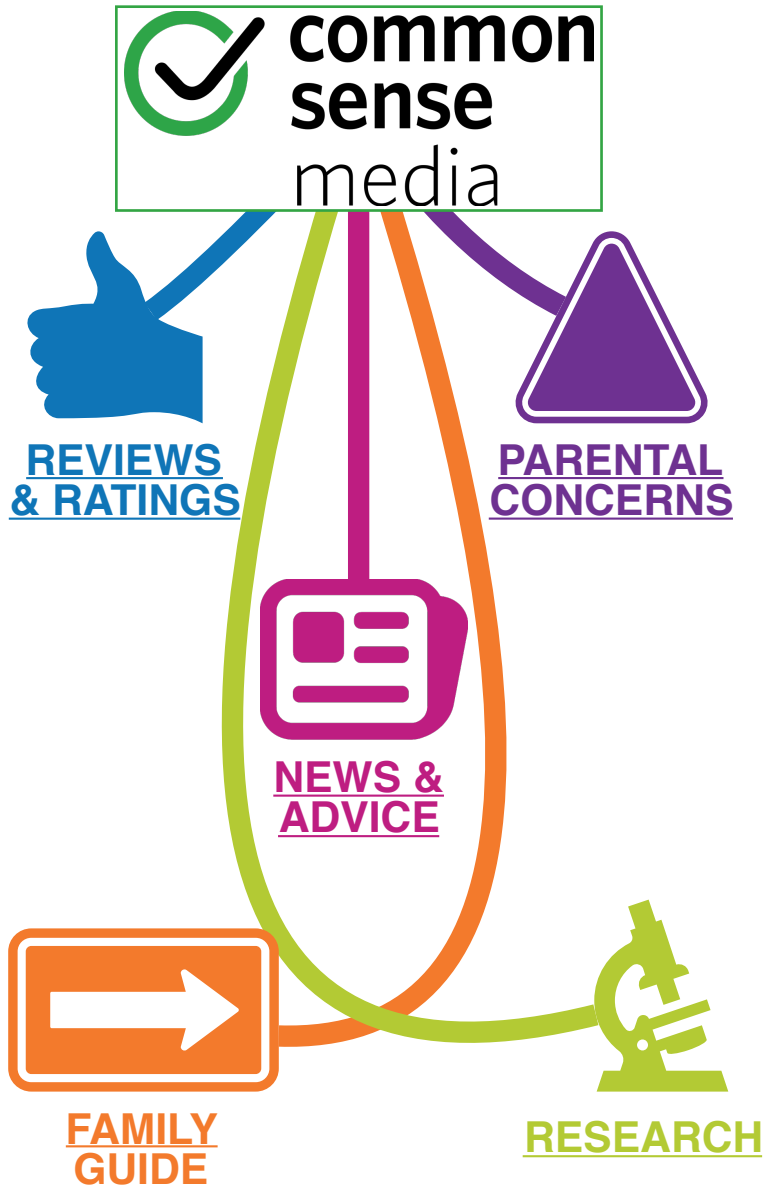 common
sense
media
REVIEWS
& RATINGS
PARENTAL
CONCERNS
NEWS &
ADVICE
FAMILY
GUIDE
RESEARCH